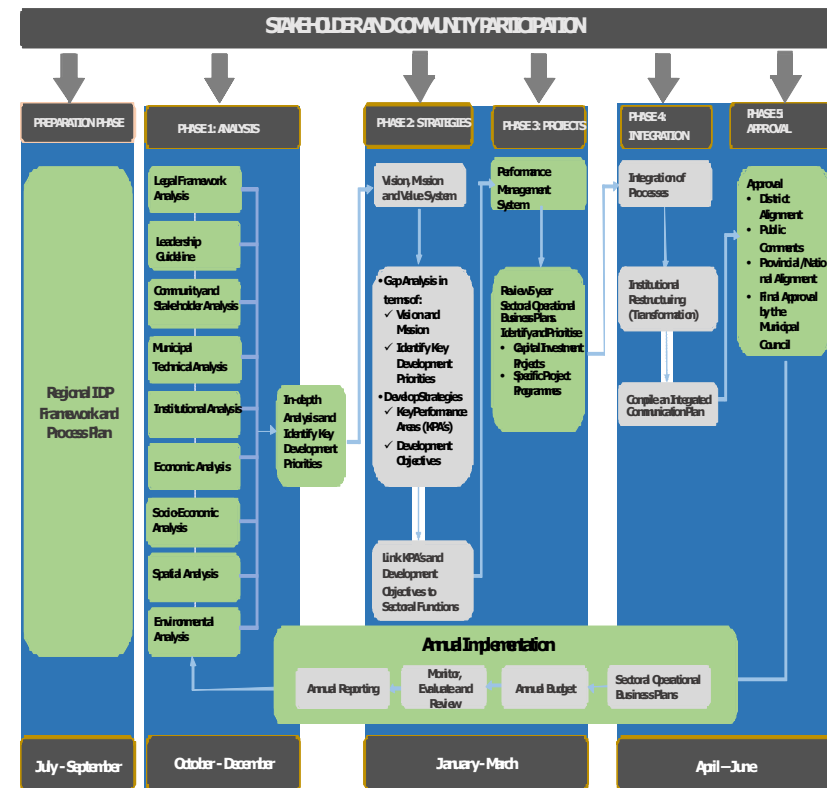 STAKEHOLDER AND COMMUNITY PARTICIPATION
PREPARATION PHASE
PHASE 1: ANALYSIS
PHASE 2: STRATEGIES
PHASE 3: PROJECTS
PHASE 4:
INTEGRATION
PHASE 5:
APPROVAL
Regional IDP
Framework and
Process Plan
Legal Framework
Analysis
Leadership
Guideline
Community and
Stakeholder Analysis
Municipal
Technical Analysis
Institutional Analysis
Economic Analysis
Socio-Economic
Analysis
Spatial Analysis
Environmental
Analysis
In-depth
Analysis and
Identify Key
Development
Priorities
Vision, Mission
and Value System
• Gap Analysis in
terms of:
✓ Vision and
Mission
✓ Identify Key
Development
Priorities
• Develop Strategies
✓ Key Performance
Areas (KPA's)
✓ Development
Objectives
Link KPA's and
Development
Objectives to
Sectoral Functions
Performance
Management
System
Review 5 year
Sectoral Operational
Business Plans.
Identify and Prioritise
• Capital Investment
Projects
• Specific Project
Programmes
Integration of
Processes
Institutional
Restructuring
(Transformation)
Compile an Integrated
Communication Plan
Approval
• District
Alignment
• Public
Comments
• Provincial /Natio
nal Alignment
• Final Approval
by the
Municipal
Council
Annual Implementation
Annual Reporting
Monitor,
Evaluate and
Review
Annual Budget
Sectoral Operational
Business Plans
July - September
October - December
January - March
April – June